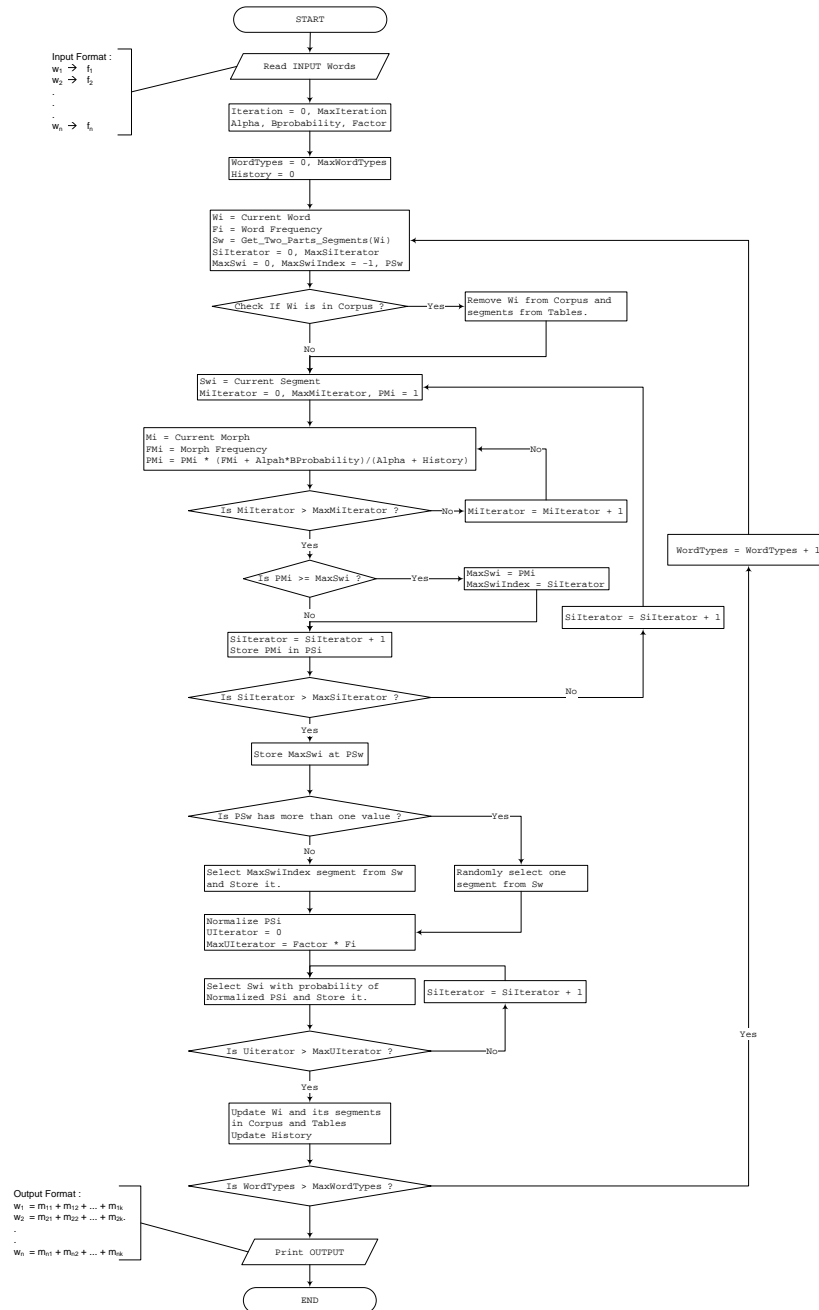 START
Input Format :
w1 → f1
w2 → f2
.
.
.
wn → fn
Read INPUT Words
Iteration = 0, MaxIteration
Alpha, Bprobability, Factor
WordTypes = 0, MaxWordTypes
History = 0
Wi = Current Word
Fi = Word Frequency
Sw = Get_Two_Parts_Segments(Wi)
SiIterator = 0, MaxSiIterator
MaxSwi = 0, MaxSwiIndex = -1, PSw
Check If Wi is in Corpus ?
Yes
Remove Wi from Corpus and
segments from Tables.
No
Swi = Current Segment
MiIterator = 0, MaxMiIterator, PMi = 1
Mi = Current Morph
FMi = Morph Frequency
PMi = PMi * (FMi + Alpah*BProbability)/(Alpha + History)
No
Is MiIterator > MaxMiIterator ?
No
MiIterator = MiIterator + 1
Yes
WordTypes = WordTypes + 1
Is PMi >= MaxSwi ?
Yes
MaxSwi = PMi
MaxSwiIndex = SiIterator
No
SiIterator = SiIterator + 1
SiIterator = SiIterator + 1
Store PMi in PSi
Is SiIterator > MaxSiIterator ?
No
Yes
Store MaxSwi at PSw
Is PSw has more than one value ?
Yes
No
Select MaxSwiIndex segment from Sw
and Store it.
Randomly select one
segment from Sw
Normalize PSi
UIterator = 0
MaxUIterator = Factor * Fi
Select Swi with probability of
Normalized PSi and Store it.
SiIterator = SiIterator + 1
Yes
Is Uiterator > MaxUIterator ?
No
Yes
Update Wi and its segments
in Corpus and Tables
Update History
Is WordTypes > MaxWordTypes ?
Output Format :
w1 = m11 + m12 + ... + m1k
w2 = m21 + m22 + ... + m2k.
.
.
wn = mn1 + mn2 + ... + mnk
Print OUTPUT
END